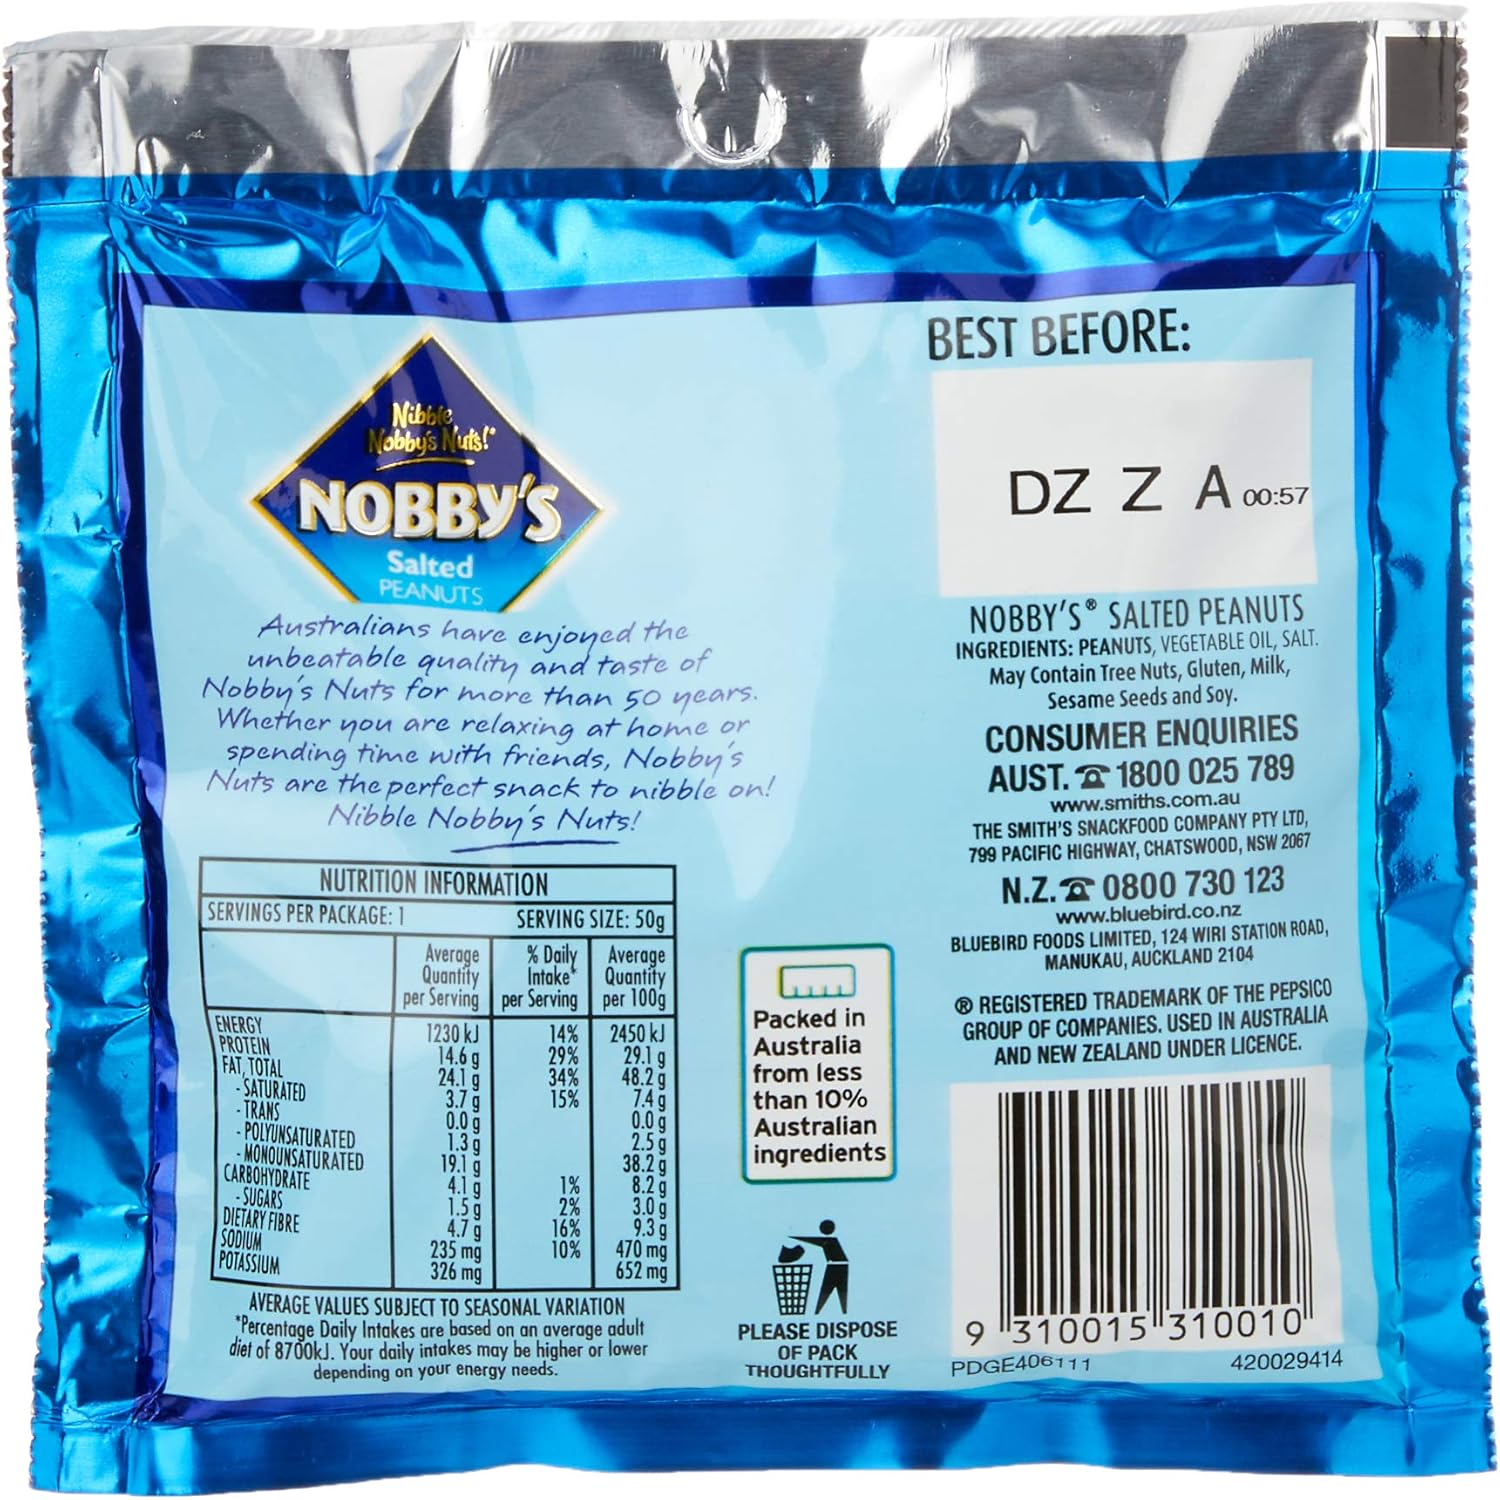 Nibble
Nobby's Nuts!®
NOBBY'S
Salted
PEANUTS
Australians have enjoyed the
unbeatable quality and taste of
Nobby's Nuts for more than 50 years.
Whether you are relaxing at home or
spending time with friends, Nobby's
Nuts are the perfect snack to nibble on!
Nibble Nobby's Nuts!
NUTRITION INFORMATION
SERVINGS PER PACKAGE: 1 SERVING SIZE: 50g
Average Quantity per Serving % Daily Intake* per Serving Average Quantity per 100g
ENERGY 1230 kJ 14% 2450 kJ
PROTEIN 14.6 g 29% 29.1 g
FAT, TOTAL 24.1 g 34% 48.2 g
- SATURATED 3.7 g 15% 7.4 g
- TRANS 0.0 g 0.0 g
- POLYUNSATURATED 1.3 g 2.5 g
- MONOUNSATURATED 19.1 g 38.2 g
CARBOHYDRATE 4.1 g 1% 8.2 g
- SUGARS 1.5 g 2% 3.0 g
DIETARY FIBRE 4.7 g 16% 9.3 g
SODIUM 235 mg 10% 470 mg
POTASSIUM 326 mg 652 mg
AVERAGE VALUES SUBJECT TO SEASONAL VARIATION
*Percentage Daily Intakes are based on an average adult
diet of 8700kJ. Your daily intakes may be higher or lower
depending on your energy needs.
Packed in
Australia
from less
than 10%
Australian
ingredients
PLEASE DISPOSE
OF PACK
THOUGHTFULLY
BEST BEFORE:
DZ Z A 00:57
NOBBY'S® SALTED PEANUTS
INGREDIENTS: PEANUTS, VEGETABLE OIL, SALT.
May Contain Tree Nuts, Gluten, Milk,
Sesame Seeds and Soy.
CONSUMER ENQUIRIES
AUST. ☎ 1800 025 789
www.smiths.com.au
THE SMITH'S SNACKFOOD COMPANY PTY LTD,
799 PACIFIC HIGHWAY, CHATSWOOD, NSW 2067
N.Z. ☎ 0800 730 123
www.bluebird.co.nz
BLUEBIRD FOODS LIMITED, 124 WIRI STATION ROAD,
MANUKAU, AUCKLAND 2104
® REGISTERED TRADEMARK OF THE PEPSICO
GROUP OF COMPANIES. USED IN AUSTRALIA
AND NEW ZEALAND UNDER LICENCE.
9 310015 310010
PDGE406111 420029414